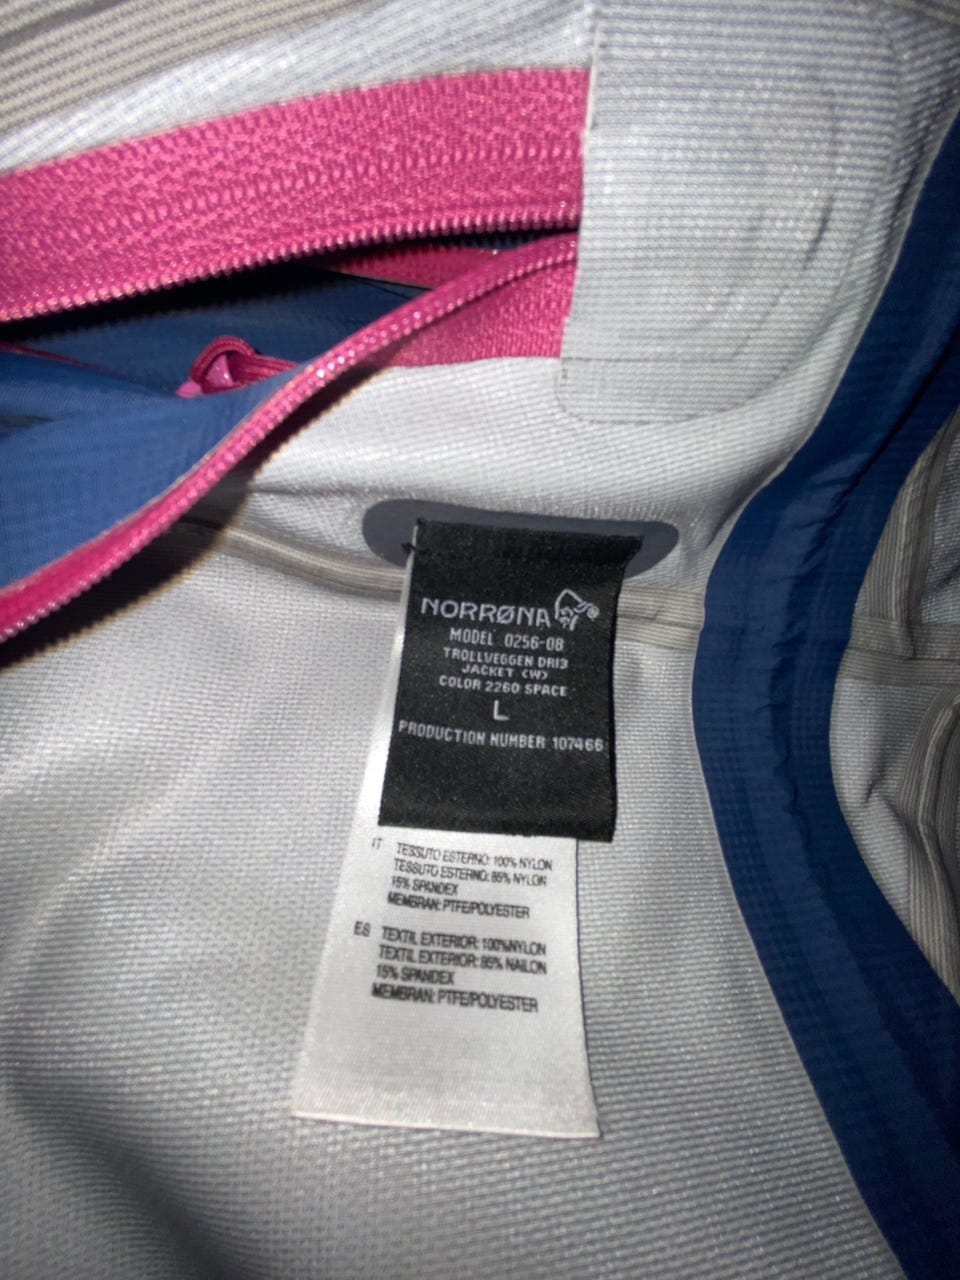 NORRØNA
MODEL 0256-08
TROLLVEGGEN DRI3
JACKET (W)
COLOR 2260 SPACE
L
PRODUCTION NUMBER 107466
IT TESSUTO ESTERNO: 100% NYLON
TESSUTO ESTERNO: 85% NYLON
15% SPANDEX
MEMBRAN: PTFE/POLYESTER
ES TEXTIL EXTERIOR: 100%NYLON
TEXTIL EXTERIOR: 85% NAILON
15% SPANDEX
MEMBRAN: PTFE/POLYESTER